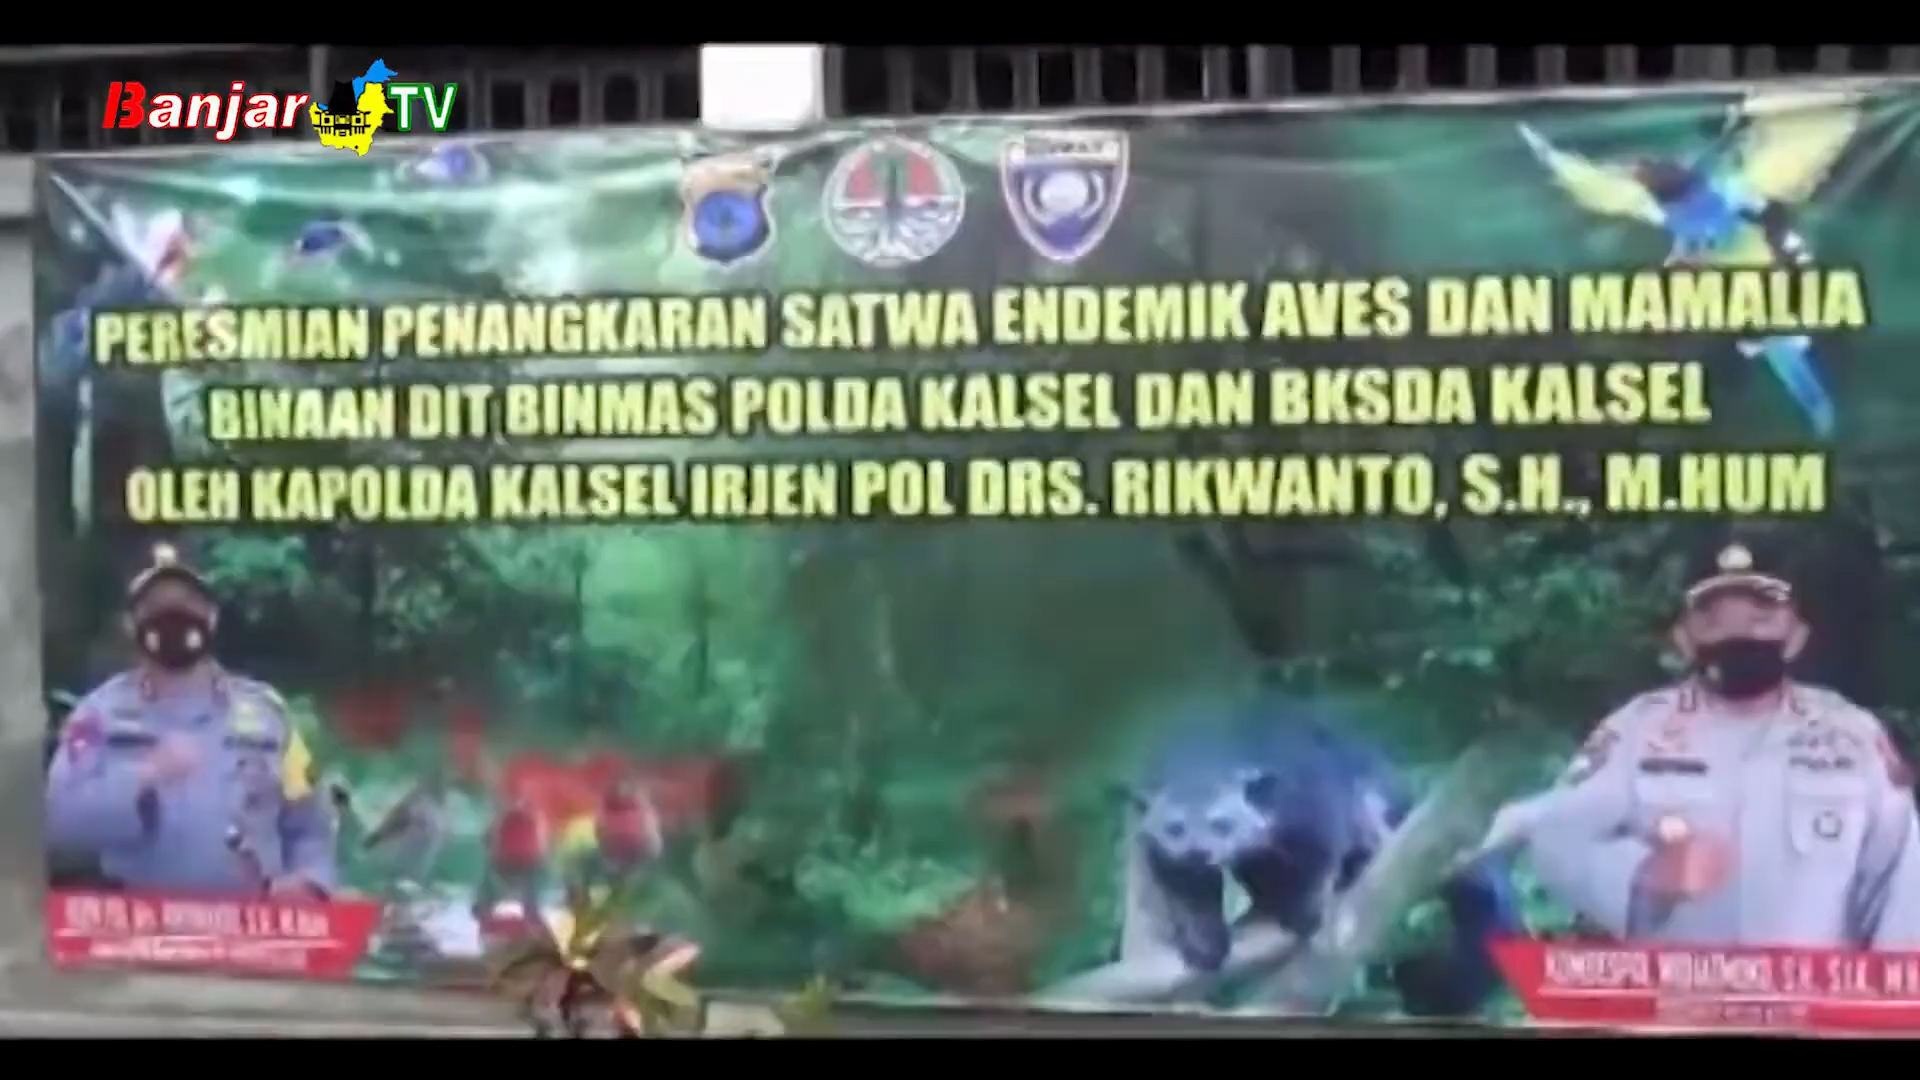 Banjar TV
PERESMIAN PENANGKARAN SATWA ENDEMIK AVES DAN MAMALIA
BINAAN DIT BINMAS POLDA KALSEL DAN BKSDA KALSEL
OLEH KAPOLDA KALSEL IRJEN POL DRS. RIKWANTO, S.H., M.HUM